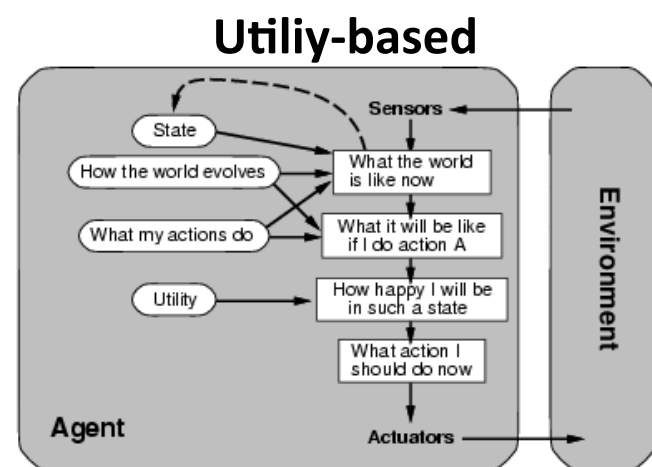 Utiliy-based
Sensors
State
What the world
is like now
How the world evolves
What my actions do
What it will be like
if I do action A
Utility
How happy I will be
in such a state
What action I
should do now
Agent
Actuators
Environment